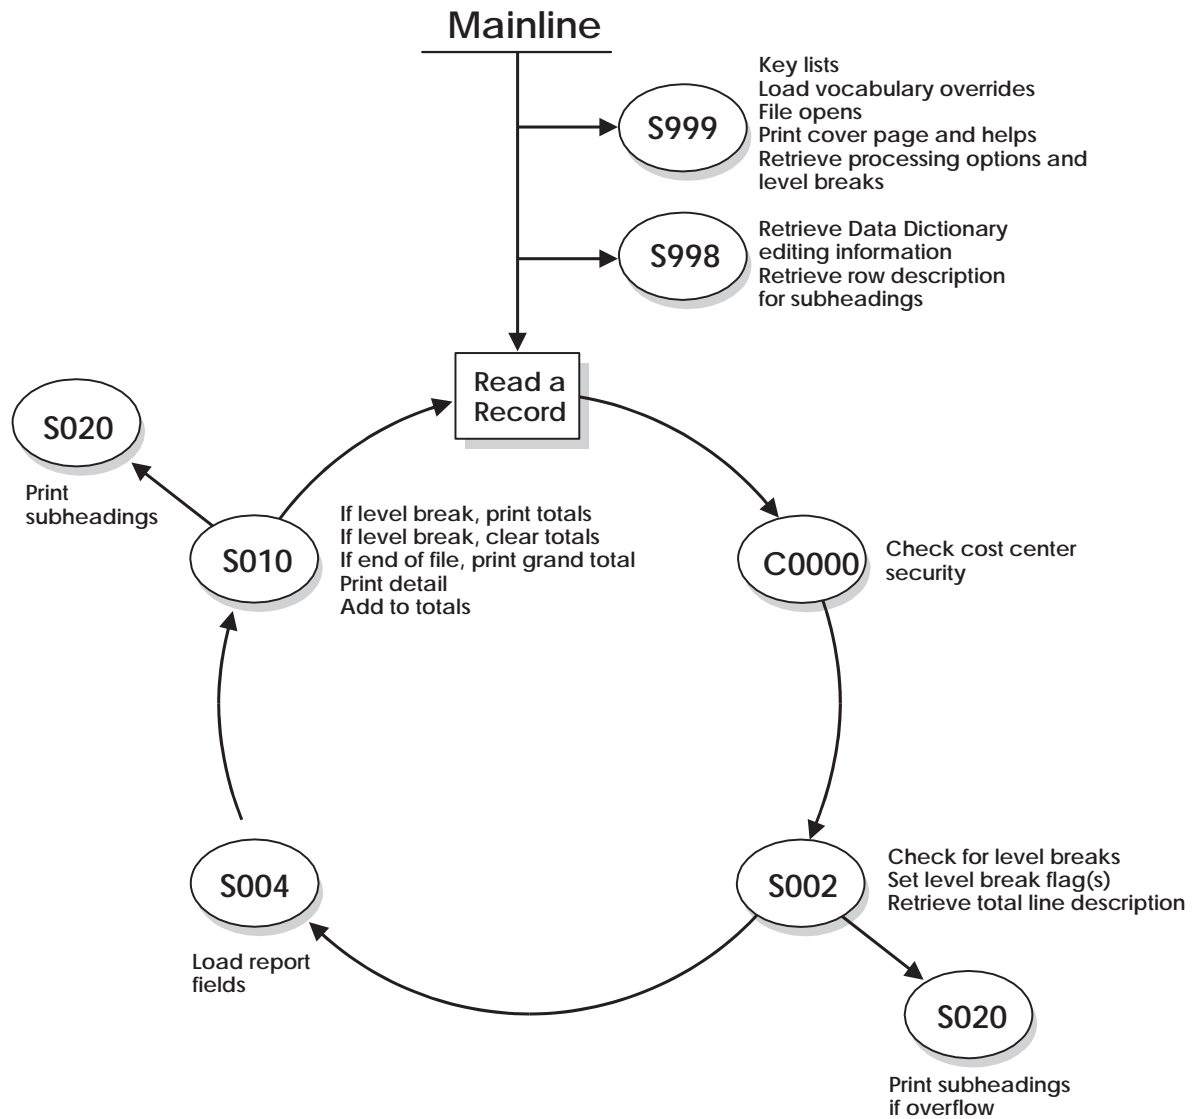 Mainline
S999
Key lists
Load vocabulary overrides
File opens
Print cover page and helps
Retrieve processing options and
level breaks
S998
Retrieve Data Dictionary
editing information
Retrieve row description
for subheadings
Read a
Record
S020
Print
subheadings
S010
If level break, print totals
If level break, clear totals
If end of file, print grand total
Print detail
Add to totals
C0000
Check cost center
security
S004
Load report
fields
S002
Check for level breaks
Set level break flag(s)
Retrieve total line description
S020
Print subheadings
if overflow